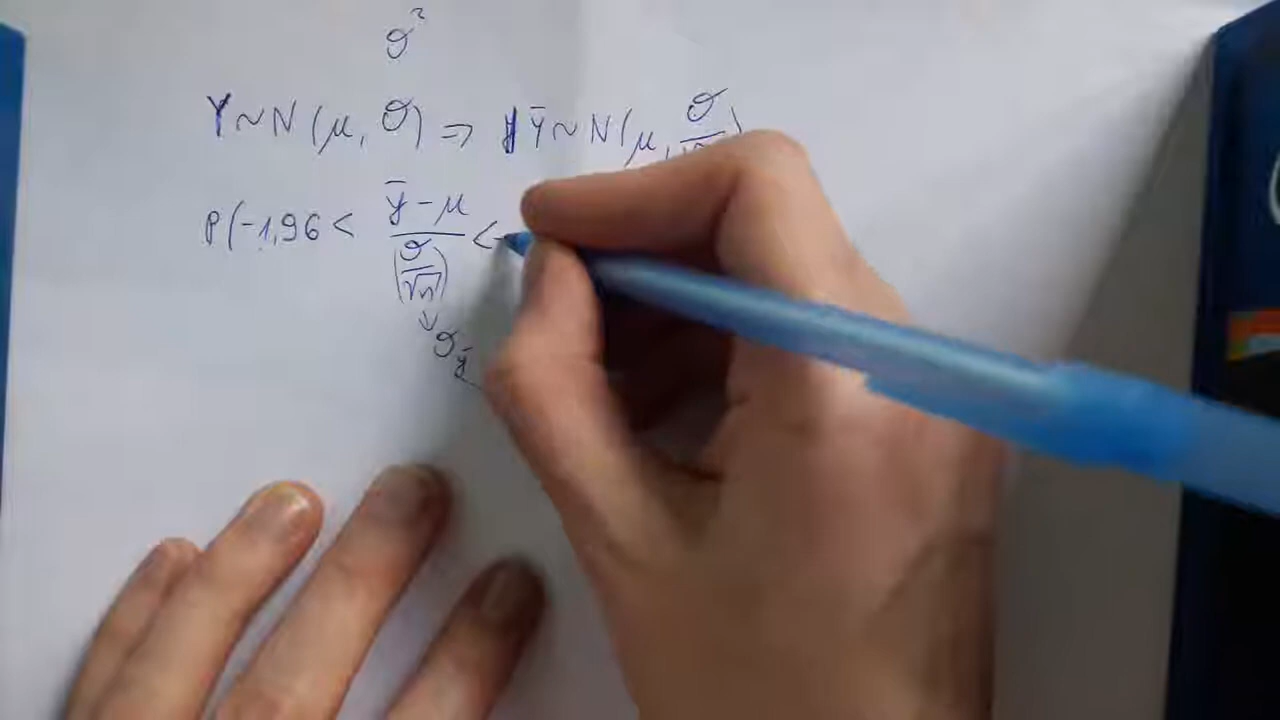 σ²
Y ~ N(μ, σ) ⇒ Ȳ ~ N(μ, σ/√n)
P(-1,96 < (ȳ - μ)/(σ/√n) <
↓
σȳ